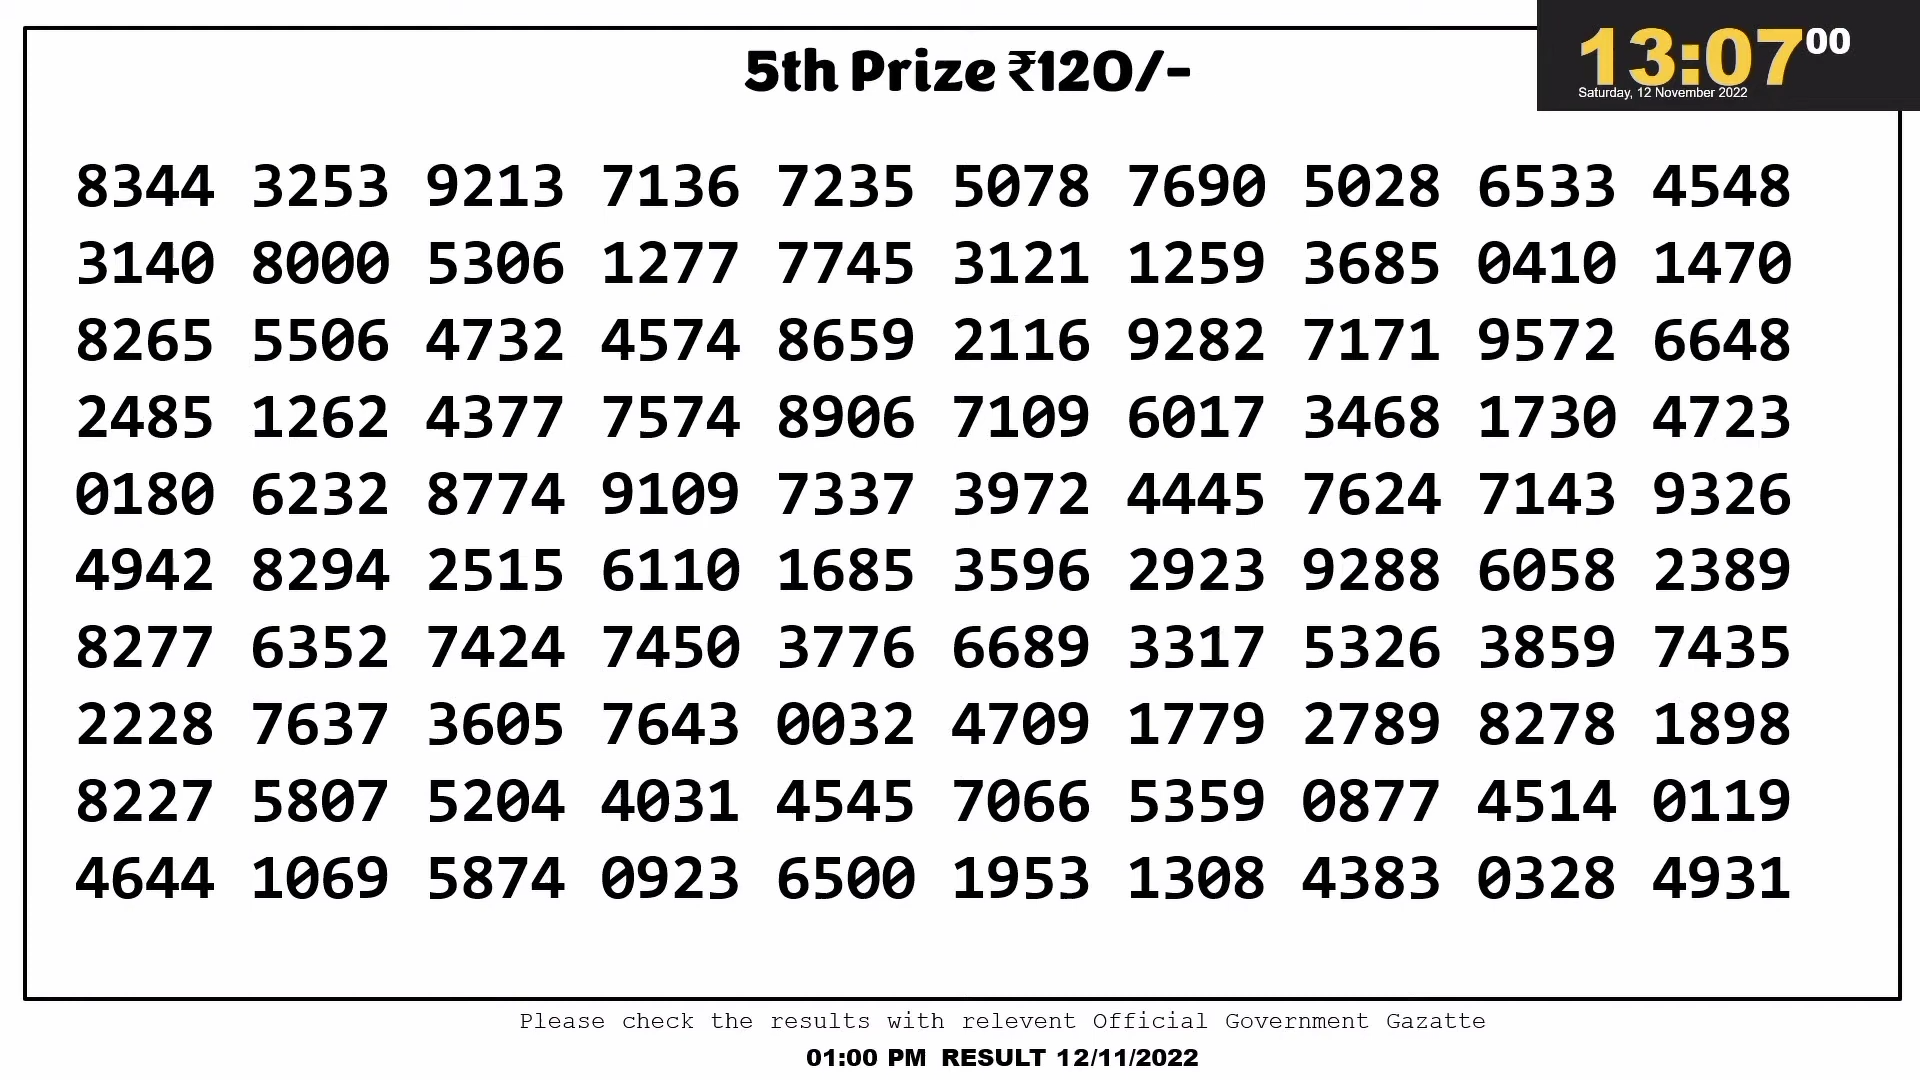 5th Prize ₹120/-
13:07 00
Saturday, 12 November 2022
8344 3253 9213 7136 7235 5078 7690 5028 6533 4548
3140 8000 5306 1277 7745 3121 1259 3685 0410 1470
8265 5506 4732 4574 8659 2116 9282 7171 9572 6648
2485 1262 4377 7574 8906 7109 6017 3468 1730 4723
0180 6232 8774 9109 7337 3972 4445 7624 7143 9326
4942 8294 2515 6110 1685 3596 2923 9288 6058 2389
8277 6352 7424 7450 3776 6689 3317 5326 3859 7435
2228 7637 3605 7643 0032 4709 1779 2789 8278 1898
8227 5807 5204 4031 4545 7066 5359 0877 4514 0119
4644 1069 5874 0923 6500 1953 1308 4383 0328 4931
Please check the results with relevent Official Government Gazatte
01:00 PM RESULT 12/11/2022